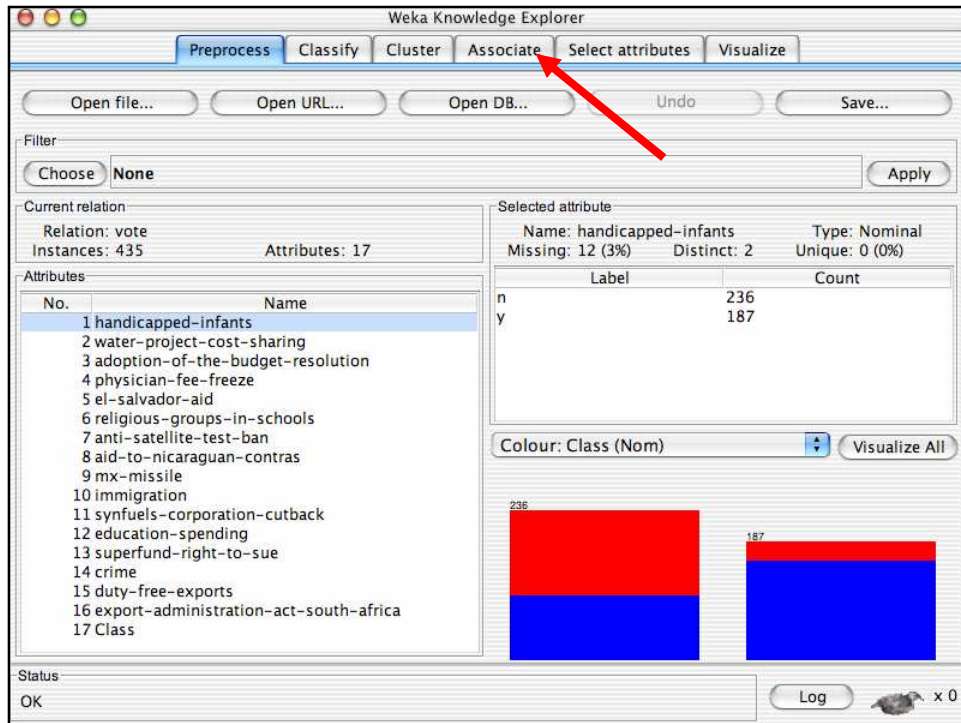 Weka Knowledge Explorer
Preprocess Classify Cluster Associate Select attributes Visualize
Open file... Open URL... Open DB... Undo Save...
Filter
Choose None Apply
Current relation
Relation: vote
Instances: 435 Attributes: 17
Attributes
No. Name
1 handicapped-infants
2 water-project-cost-sharing
3 adoption-of-the-budget-resolution
4 physician-fee-freeze
5 el-salvador-aid
6 religious-groups-in-schools
7 anti-satellite-test-ban
8 aid-to-nicaraguan-contras
9 mx-missile
10 immigration
11 synfuels-corporation-cutback
12 education-spending
13 superfund-right-to-sue
14 crime
15 duty-free-exports
16 export-administration-act-south-africa
17 Class
Selected attribute
Name: handicapped-infants Type: Nominal
Missing: 12 (3%) Distinct: 2 Unique: 0 (0%)
Label Count
n 236
y 187
Colour: Class (Nom) Visualize All
236
187
Status
OK
Log x 0